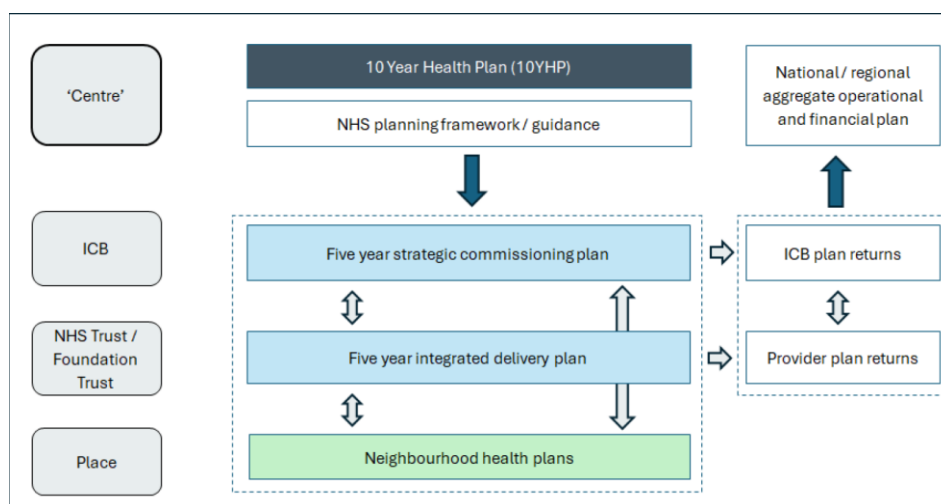 ‘Centre’
10 Year Health Plan (10YHP)
NHS planning framework / guidance
National / regional
aggregate operational
and financial plan
ICB
Five year strategic commissioning plan
ICB plan returns
NHS Trust /
Foundation
Trust
Five year integrated delivery plan
Provider plan returns
Place
Neighbourhood health plans